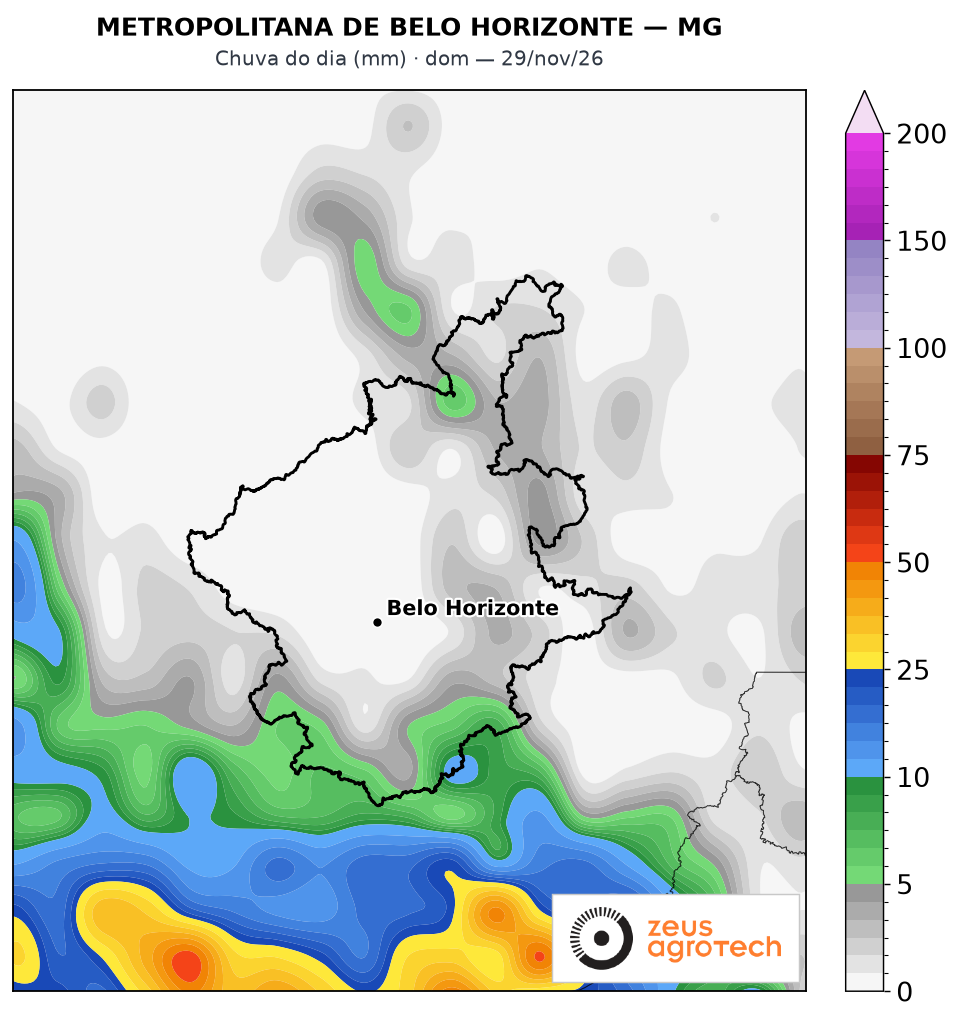 METROPOLITANA DE BELO HORIZONTE — MG
Chuva do dia (mm) · dom — 29/nov/26
200
150
100
75
50
25
10
5
0
Belo Horizonte
zeus
agrotech